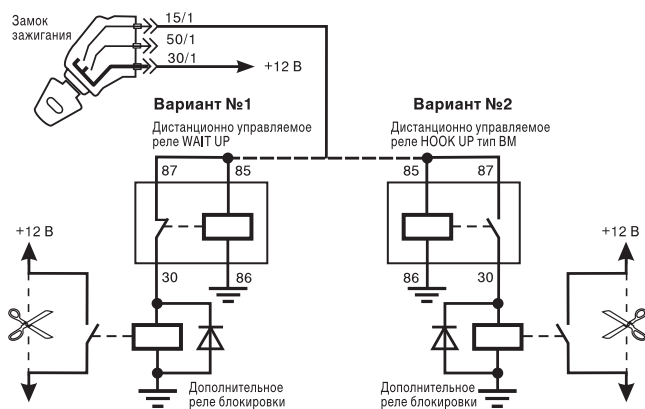 Замок
зажигания
15/1
50/1
30/1
+12 В
Вариант №1
Дистанционно управляемое
реле WAIT UP
Вариант №2
Дистанционно управляемое
реле HOOK UP тип ВМ
87
85
85
87
30
86
86
30
+12 В
+12 В
Дополнительное
реле блокировки
Дополнительное
реле блокировки